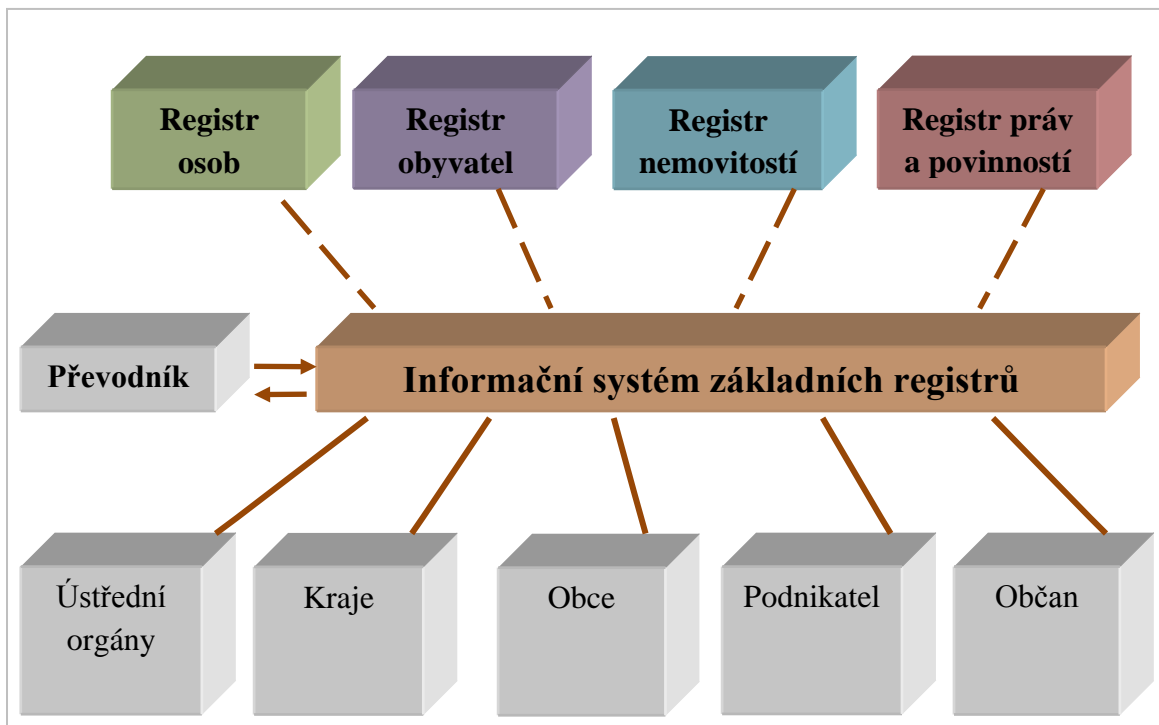 Registr
osob
Registr
obyvatel
Registr
nemovitostí
Registr práv
a povinností
Převodník
Informační systém základních registrů
Ústřední
orgány
Kraje
Obce
Podnikatel
Občan